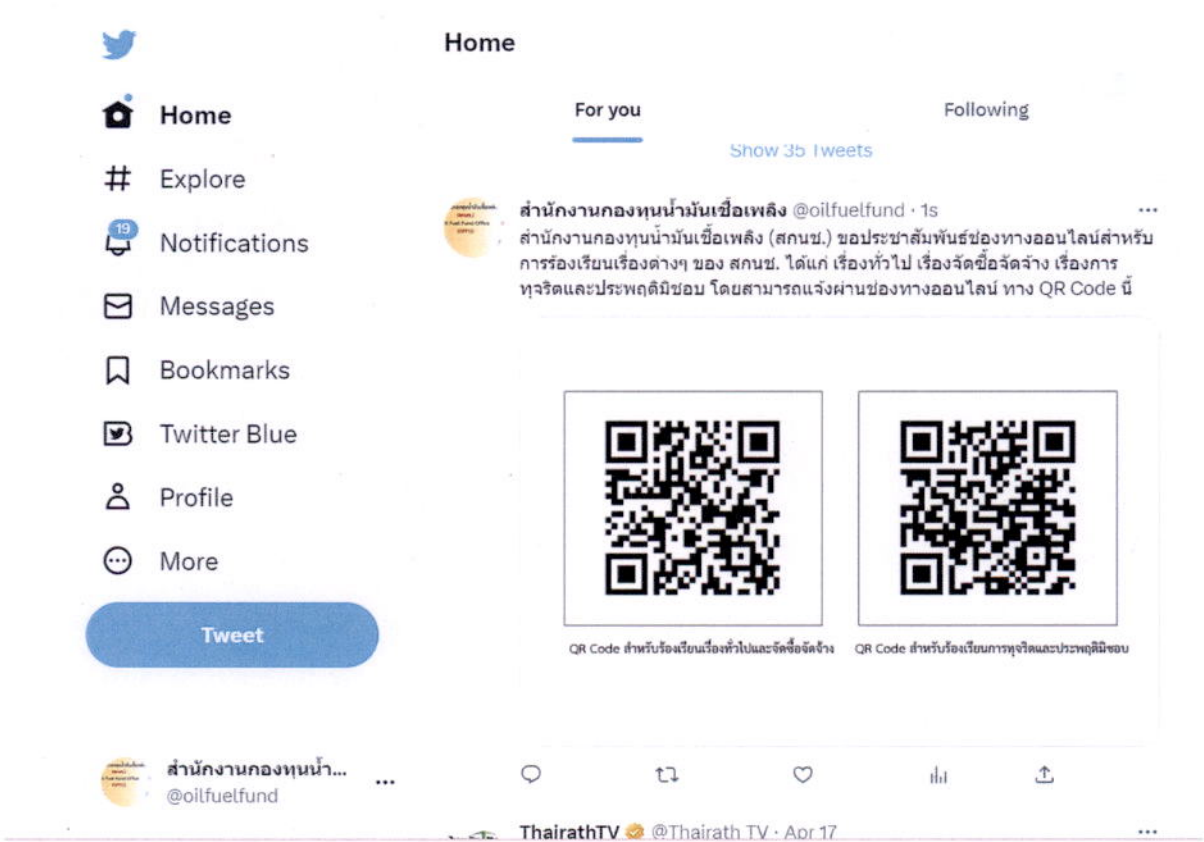 Home
For you
Following
Show 35 Tweets
Home
Explore
19
Notifications
Messages
Bookmarks
Twitter Blue
Profile
More
Tweet
สำนักงานกองทุนน้ำ...
@oilfuelfund
สำนักงานกองทุนน้ำมันเชื้อเพลิง @oilfuelfund · 1s
สำนักงานกองทุนน้ำมันเชื้อเพลิง (สกนช.) ขอประชาสัมพันธ์ช่องทางออนไลน์สำหรับ
การร้องเรียนเรื่องต่างๆ ของ สกนช. ได้แก่ เรื่องทั่วไป เรื่องจัดซื้อจัดจ้าง เรื่องการ
ทุจริตและประพฤติมิชอบ โดยสามารถแจ้งผ่านช่องทางออนไลน์ ทาง QR Code นี้
QR Code สำหรับร้องเรียนเรื่องทั่วไปและจัดซื้อจัดจ้าง
QR Code สำหรับร้องเรียนการทุจริตและประพฤติมิชอบ
ThairathTV @Thairath_TV · Apr 17